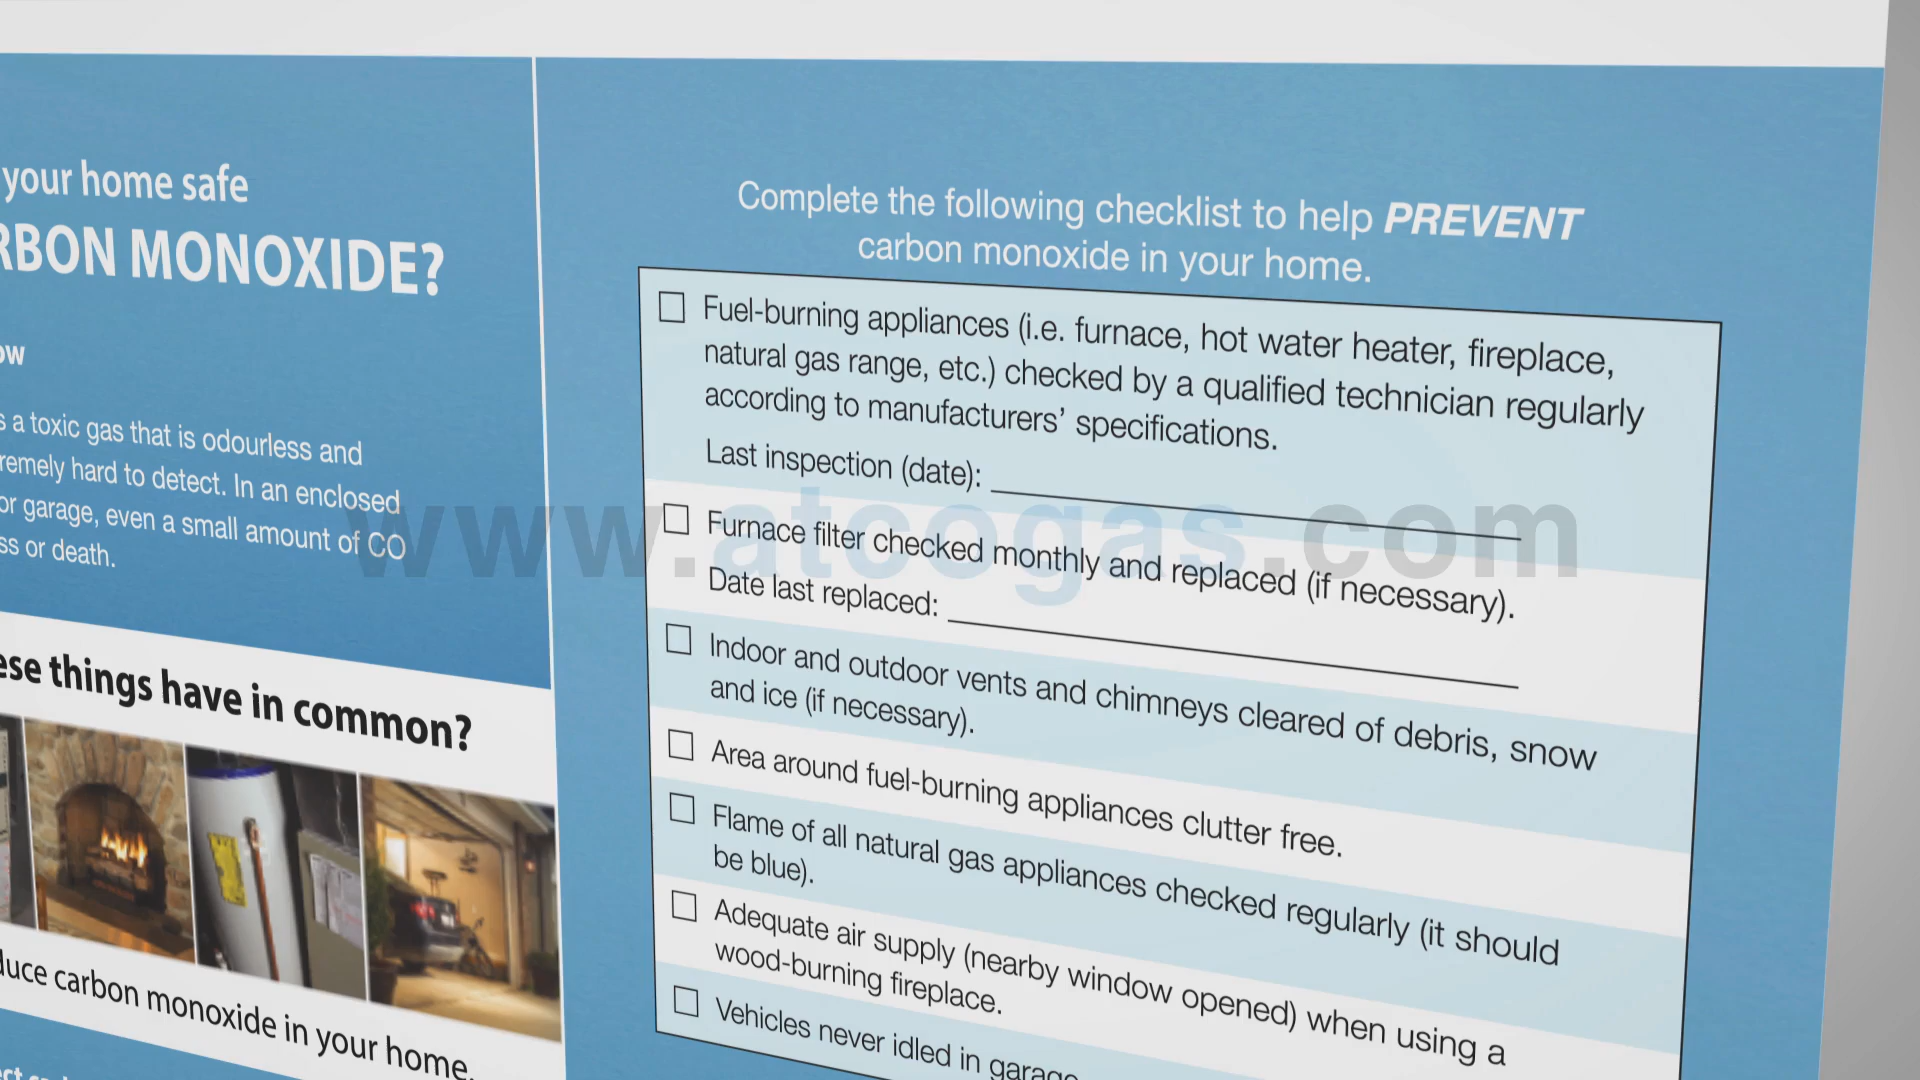 your home safe
RBON MONOXIDE?
ow
s a toxic gas that is odourless and
remely hard to detect. In an enclosed
or garage, even a small amount of CO
ss or death.
ese things have in common?
duce carbon monoxide in your home.
Complete the following checklist to help PREVENT
carbon monoxide in your home.
Fuel-burning appliances (i.e. furnace, hot water heater, fireplace,
natural gas range, etc.) checked by a qualified technician regularly
according to manufacturers’ specifications.
Last inspection (date):
Furnace filter checked monthly and replaced (if necessary).
Date last replaced:
Indoor and outdoor vents and chimneys cleared of debris, snow
and ice (if necessary).
Area around fuel-burning appliances clutter free.
Flame of all natural gas appliances checked regularly (it should
be blue).
Adequate air supply (nearby window opened) when using a
wood-burning fireplace.
Vehicles never idled in garage
www.atcogas.com